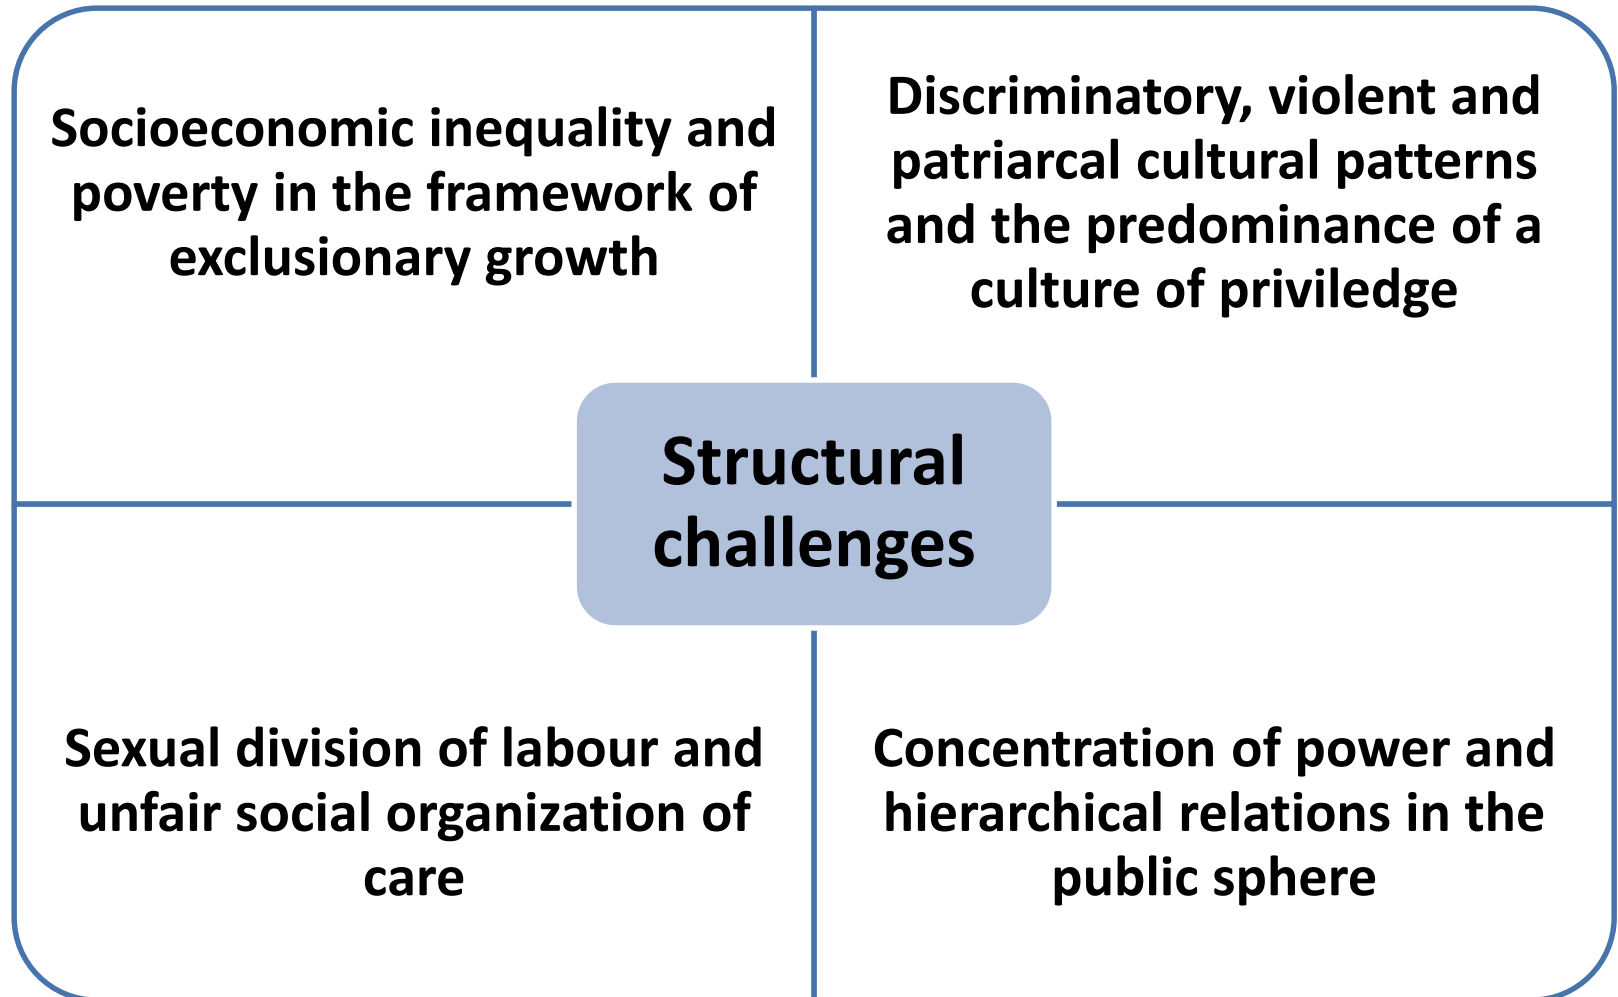 Socioeconomic inequality and
poverty in the framework of
exclusionary growth
Discriminatory, violent and
patriarcal cultural patterns
and the predominance of a
culture of priviledge
Structural
challenges
Sexual division of labour and
unfair social organization of
care
Concentration of power and
hierarchical relations in the
public sphere